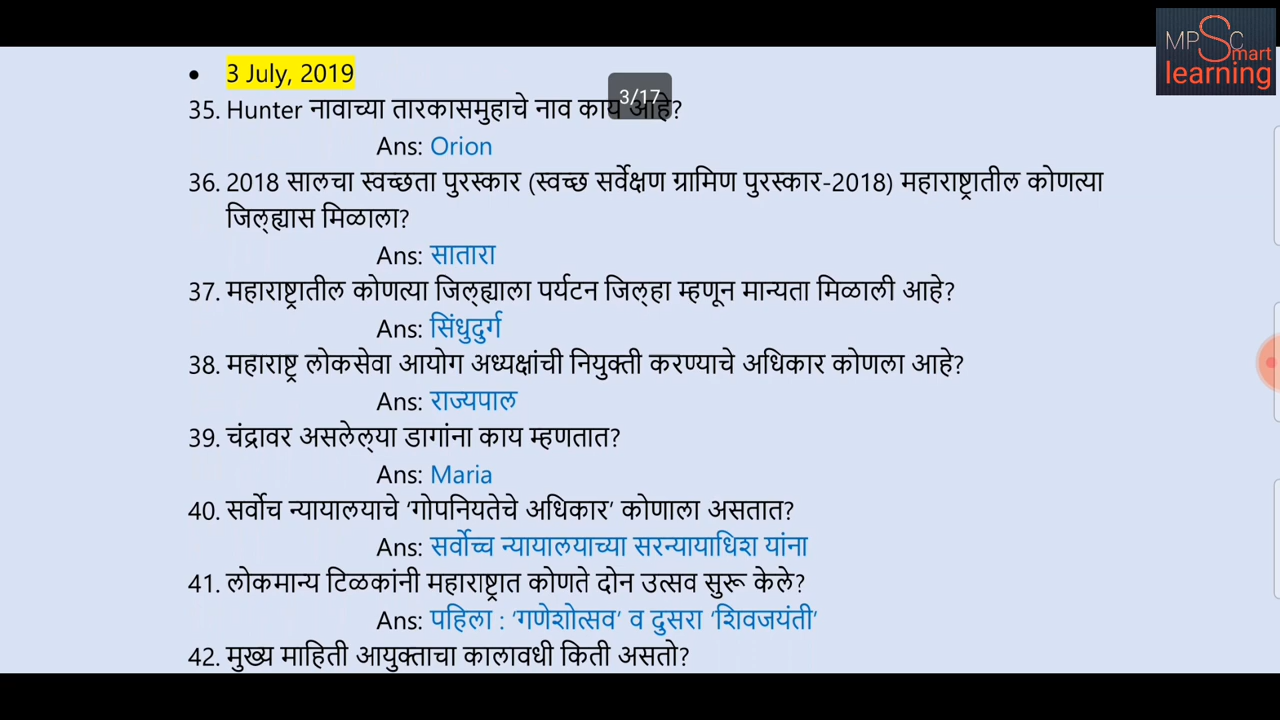 MPSC
smart
learning
• 3 July, 2019
3/17
35. Hunter नावाच्या तारकासमुहाचे नाव काय आहे?
Ans: Orion
36. 2018 सालचा स्वच्छता पुरस्कार (स्वच्छ सर्वेक्षण ग्रामिण पुरस्कार-2018) महाराष्ट्रातील कोणत्या
जिल्ह्यास मिळाला?
Ans: सातारा
37. महाराष्ट्रातील कोणत्या जिल्ह्याला पर्यटन जिल्हा म्हणून मान्यता मिळाली आहे?
Ans: सिंधुदुर्ग
38. महाराष्ट्र लोकसेवा आयोग अध्यक्षांची नियुक्ती करण्याचे अधिकार कोणला आहे?
Ans: राज्यपाल
39. चंद्रावर असलेल्या डागांना काय म्हणतात?
Ans: Maria
40. सर्वोच न्यायालयाचे ‘गोपनियतेचे अधिकार’ कोणाला असतात?
Ans: सर्वोच्च न्यायालयाच्या सरन्यायाधिश यांना
41. लोकमान्य टिळकांनी महाराष्ट्रात कोणते दोन उत्सव सुरू केले?
Ans: पहिला : ‘गणेशोत्सव’ व दुसरा ‘शिवजयंती’
42. मुख्य माहिती आयुक्ताचा कालावधी किती असतो?